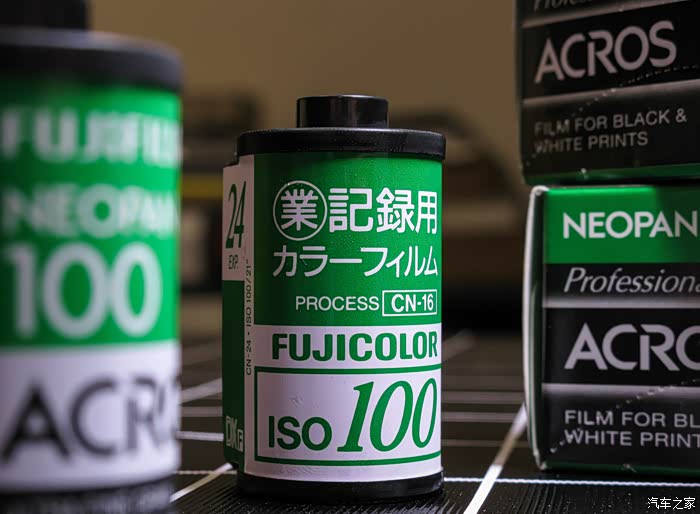 FUJIFIL
NEOPAN
100
ACROS
24
EXP.
CN-24・ISO 100/21°
DX
業記録用
カラーフィルム
PROCESS CN-16
FUJICOLOR
ISO 100
ACROS
FILM FOR BLACK &
WHITE PRINTS
NEOPAN
Professiona
ACRO
FILM FOR BL
WHITE PRINT
汽车之家